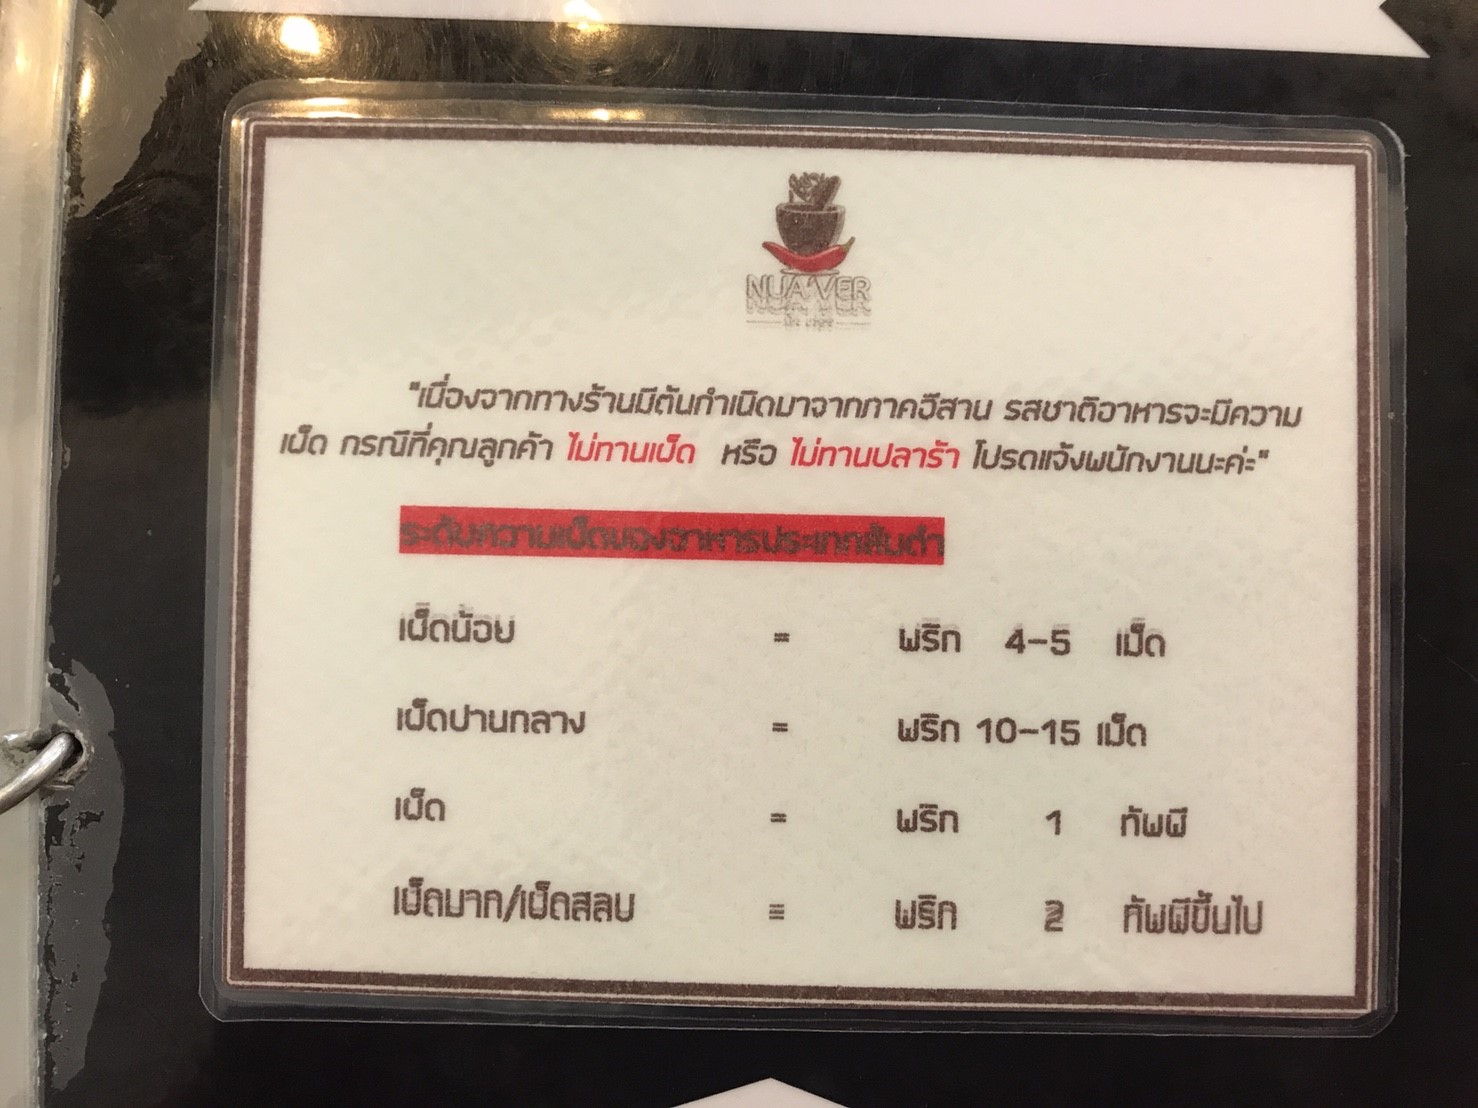 NUA'VER
"เนื่องจากทางร้านมีต้นกำเนิดมาจากภาคอีสาน รสชาติอาหารจะมีความ
เผ็ด กรณีที่คุณลูกค้า ไม่ทานเผ็ด หรือ ไม่ทานปลาร้า โปรดแจ้งพนักงานนะค่ะ"
ระดับความเผ็ดของอาหารประเภทส้มตำ
เผ็ดน้อย = พริก 4-5 เม็ด
เผ็ดปานกลาง = พริก 10-15 เม็ด
เผ็ด = พริก 1 ทัพพี
เผ็ดมาก/เผ็ดสลบ = พริก 2 ทัพพีขึ้นไป